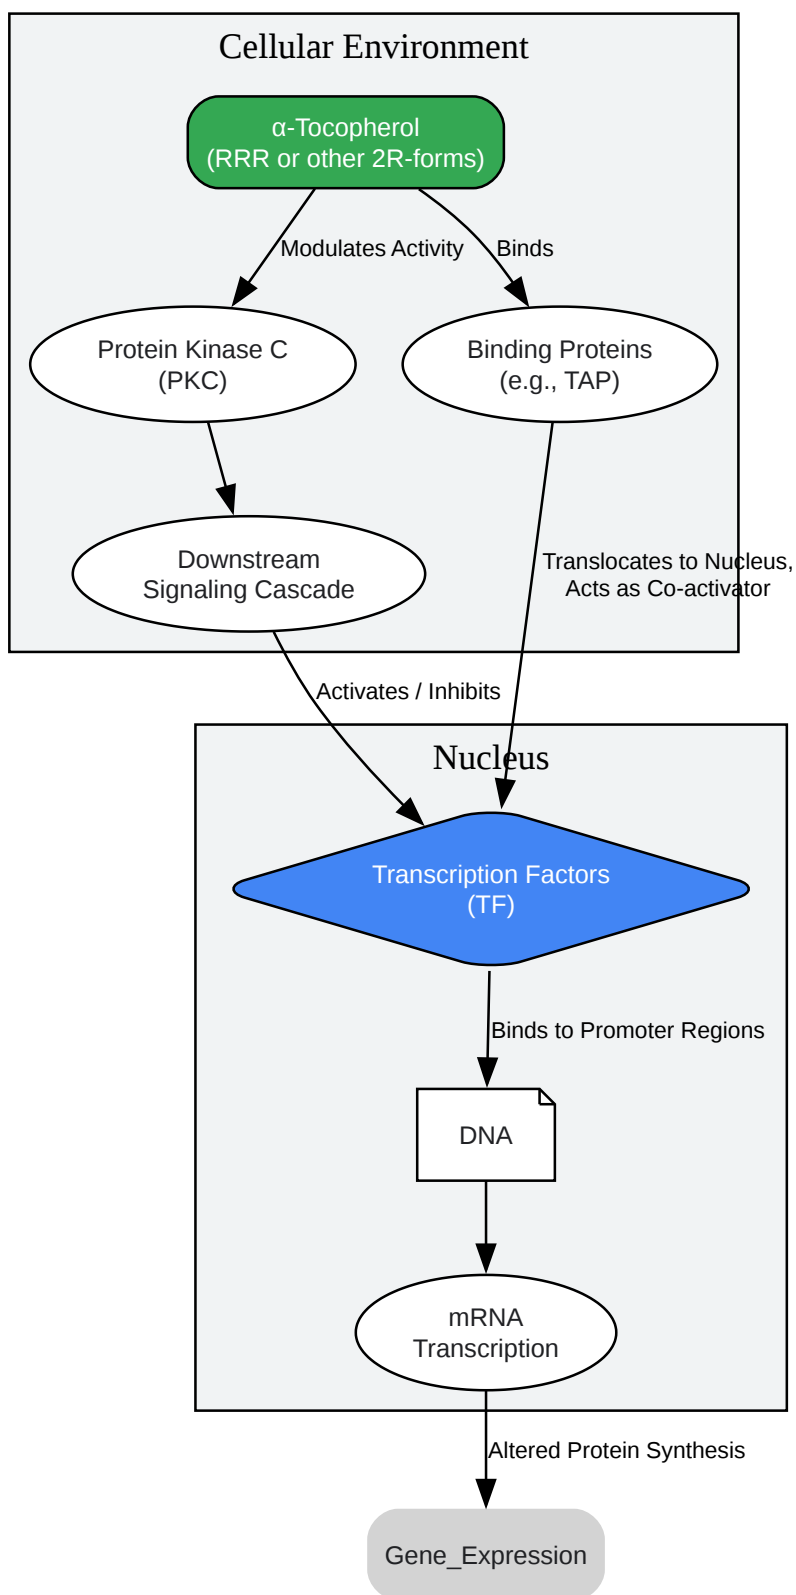 Cellular Environment
α-Tocopherol
(RRR or other 2R-forms)
Modulates Activity
Binds
Protein Kinase C
(PKC)
Binding Proteins
(e.g., TAP)
Downstream
Signaling Cascade
Translocates to Nucleus,
Acts as Co-activator
Activates / Inhibits
Nucleus
Transcription Factors
(TF)
Binds to Promoter Regions
DNA
mRNA
Transcription
Altered Protein Synthesis
Gene_Expression